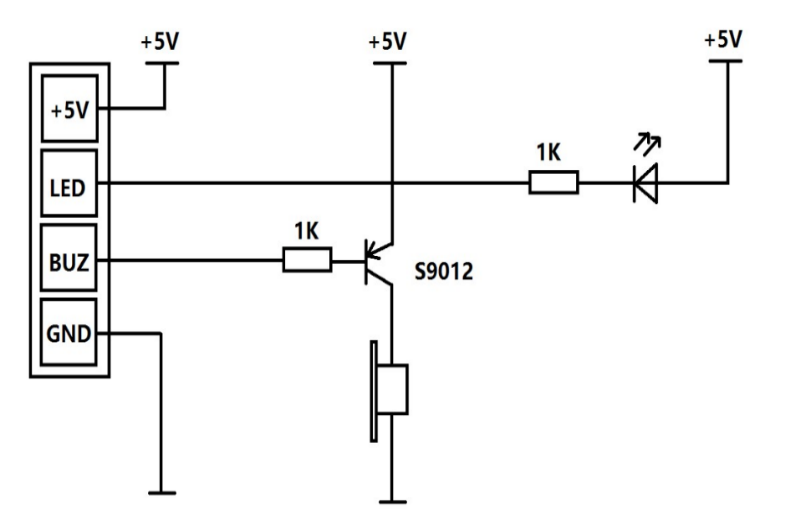 +5V
+5V
+5V
+5V
1K
LED
1K
BUZ
S9012
GND